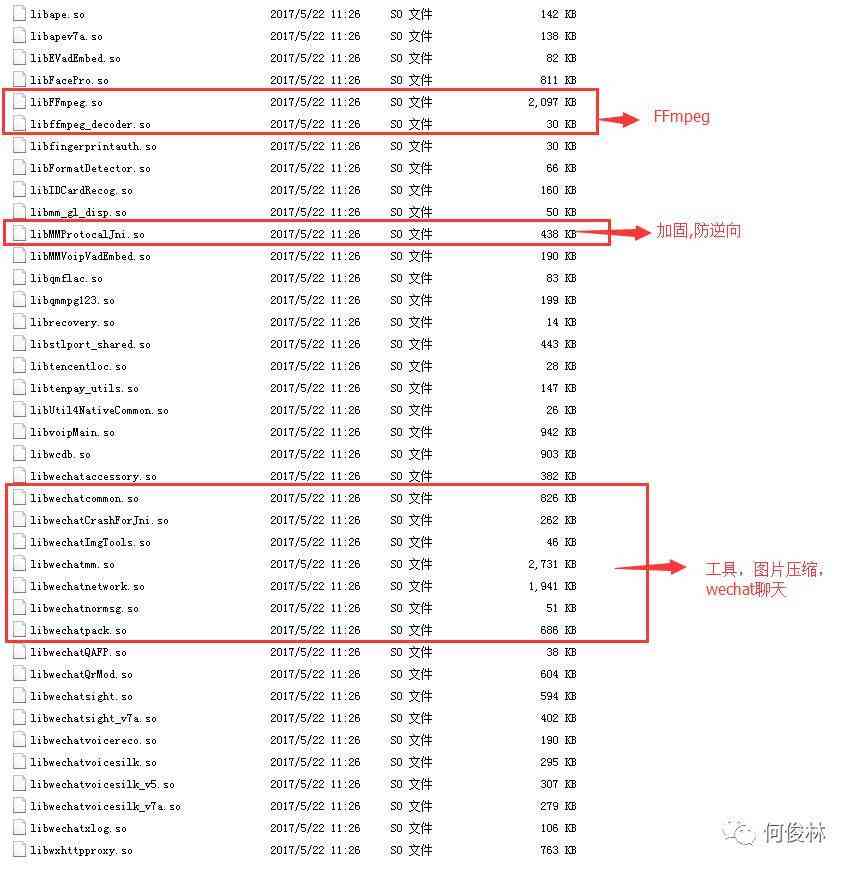 libape.so 2017/5/22 11:26 SO 文件 142 KB
libapev7a.so 2017/5/22 11:26 SO 文件 138 KB
libEVadEmbed.so 2017/5/22 11:26 SO 文件 82 KB
libFacePro.so 2017/5/22 11:26 SO 文件 811 KB
libFFmpeg.so 2017/5/22 11:26 SO 文件 2,097 KB
FFmpeg
libffmpeg_decoder.so 2017/5/22 11:26 SO 文件 30 KB
libfingerprintauth.so 2017/5/22 11:26 SO 文件 30 KB
libFormatDetector.so 2017/5/22 11:26 SO 文件 66 KB
libIDCardRecog.so 2017/5/22 11:26 SO 文件 160 KB
libmm_gl_disp.so 2017/5/22 11:26 SO 文件 50 KB
libMMProtocalJni.so 2017/5/22 11:26 SO 文件 438 KB
加固,防逆向
libMMVoipVadEmbed.so 2017/5/22 11:26 SO 文件 190 KB
libqmflac.so 2017/5/22 11:26 SO 文件 83 KB
libqmmpg123.so 2017/5/22 11:26 SO 文件 199 KB
librecovery.so 2017/5/22 11:26 SO 文件 14 KB
libstlport_shared.so 2017/5/22 11:26 SO 文件 443 KB
libtencentloc.so 2017/5/22 11:26 SO 文件 28 KB
libtenpay_utils.so 2017/5/22 11:26 SO 文件 147 KB
libUtil4NativeCommon.so 2017/5/22 11:26 SO 文件 26 KB
libvoipMain.so 2017/5/22 11:26 SO 文件 942 KB
libwcdb.so 2017/5/22 11:26 SO 文件 903 KB
libwechataccessory.so 2017/5/22 11:26 SO 文件 382 KB
libwechatcommon.so 2017/5/22 11:26 SO 文件 826 KB
libwechatCrashForJni.so 2017/5/22 11:26 SO 文件 262 KB
libwechatImgTools.so 2017/5/22 11:26 SO 文件 46 KB
libwechatmm.so 2017/5/22 11:26 SO 文件 2,731 KB
工具，图片压缩，
libwechatnetwork.so 2017/5/22 11:26 SO 文件 1,941 KB
wechat聊天
libwechatnormsg.so 2017/5/22 11:26 SO 文件 51 KB
libwechatpack.so 2017/5/22 11:26 SO 文件 686 KB
libwechatQAFP.so 2017/5/22 11:26 SO 文件 38 KB
libwechatQrMod.so 2017/5/22 11:26 SO 文件 604 KB
libwechatsight.so 2017/5/22 11:26 SO 文件 594 KB
libwechatsight_v7a.so 2017/5/22 11:26 SO 文件 402 KB
libwechatvoicereco.so 2017/5/22 11:26 SO 文件 190 KB
libwechatvoicesilk.so 2017/5/22 11:26 SO 文件 295 KB
libwechatvoicesilk_v5.so 2017/5/22 11:26 SO 文件 307 KB
libwechatvoicesilk_v7a.so 2017/5/22 11:26 SO 文件 279 KB
libwechatxlog.so 2017/5/22 11:26 SO 文件 106 KB
何俊林
libwxhttpproxy.so 2017/5/22 11:26 SO 文件 763 KB